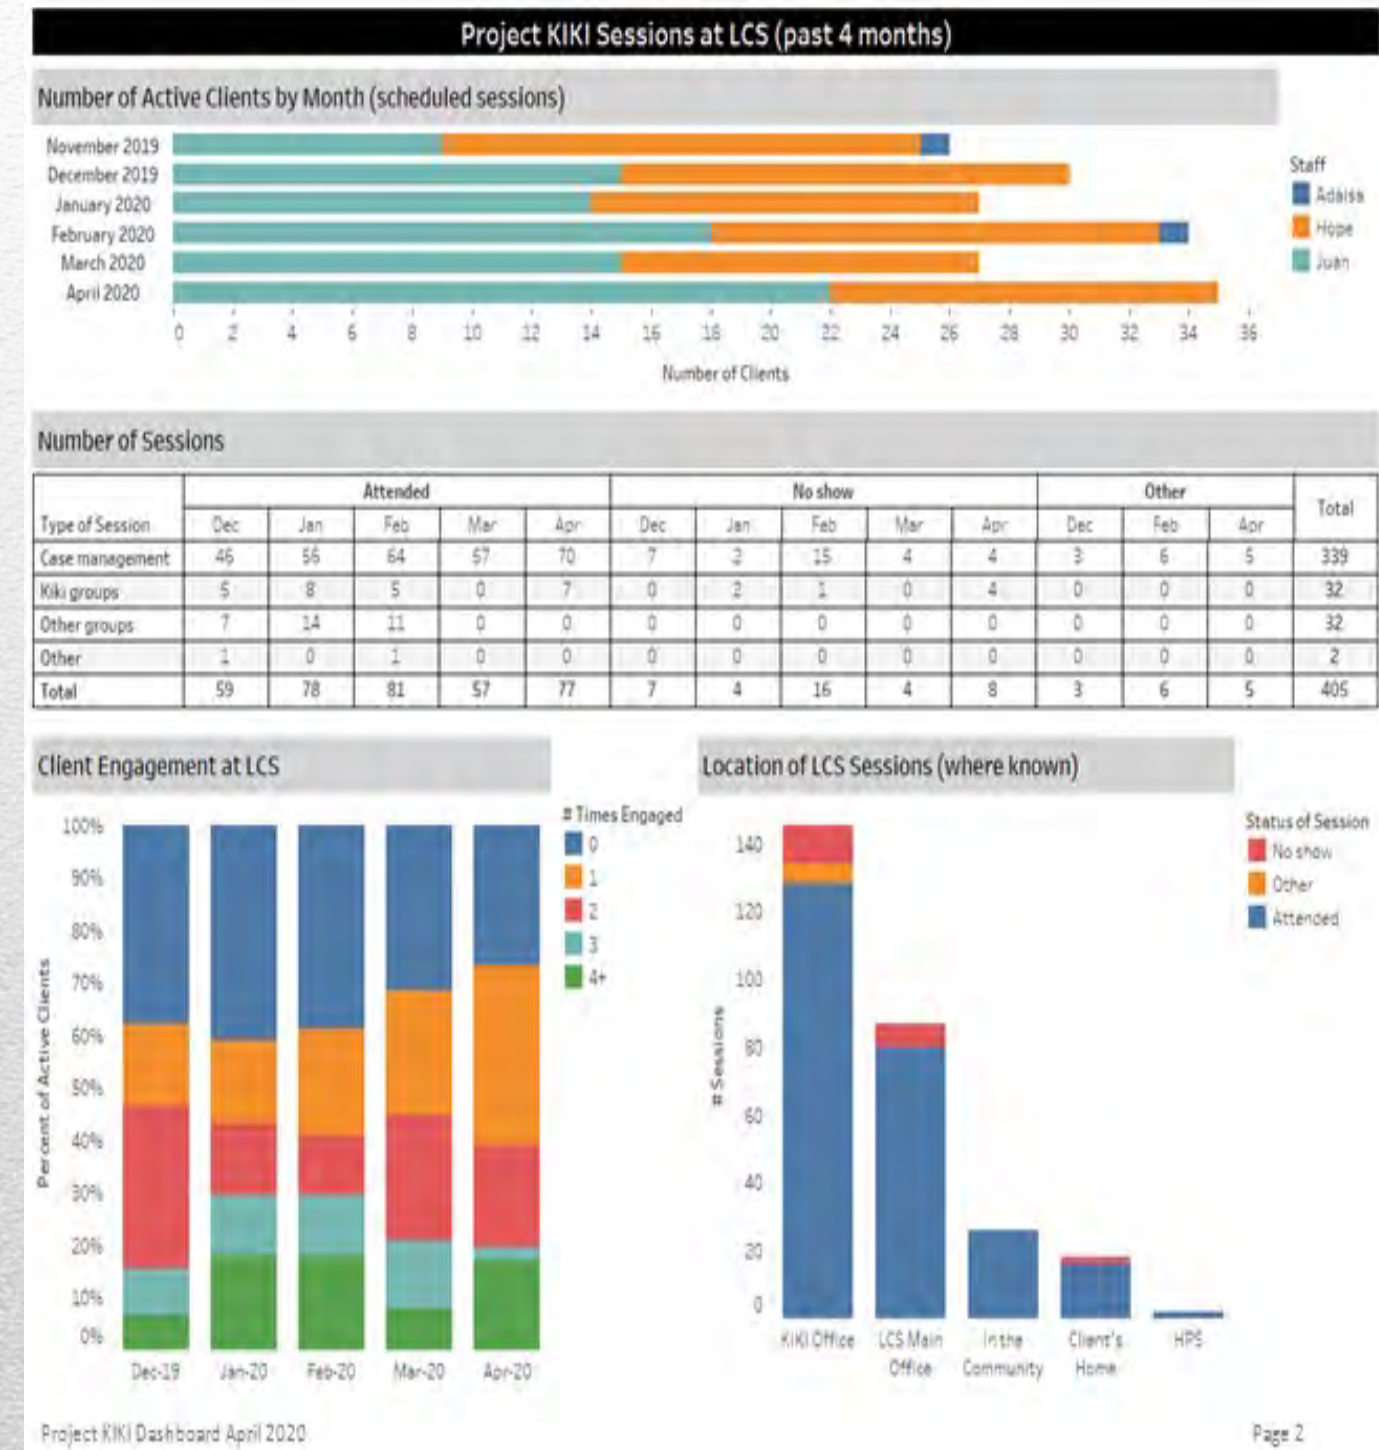 Project KIKI Sessions at LCS (past 4 months)
Number of Active Clients by Month (scheduled sessions)
November 2019
December 2019
January 2020
February 2020
March 2020
April 2020
0 2 4 6 8 10 12 14 16 18 20 22 24 26 28 30 32 34 36
Number of Clients
Staff
Adaisa
Hope
Juan
Number of Sessions
Attended No show Other Total
Type of Session Dec Jan Feb Mar Apr Dec Jan Feb Mar Apr Dec Feb Apr
Case management 46 56 64 57 70 7 2 15 4 4 3 6 5 339
Kiki groups 5 8 5 0 7 0 2 1 0 4 0 0 0 32
Other groups 7 14 11 0 0 0 0 0 0 0 0 0 0 32
Other 1 0 1 0 0 0 0 0 0 0 0 0 0 2
Total 59 78 81 57 77 7 4 16 4 8 3 6 5 405
Client Engagement at LCS
Percent of Active Clients
100%
90%
80%
70%
60%
50%
40%
30%
20%
10%
0%
Dec-19 Jan-20 Feb-20 Mar-20 Apr-20
# Times Engaged
0
1
2
3
4+
Location of LCS Sessions (where known)
# Sessions
140
120
100
80
60
40
20
0
KIKI Office LCS Main In the Client's HPS
Office Community Home
Status of Session
No show
Other
Attended
Project KIKI Dashboard April 2020
Page 2